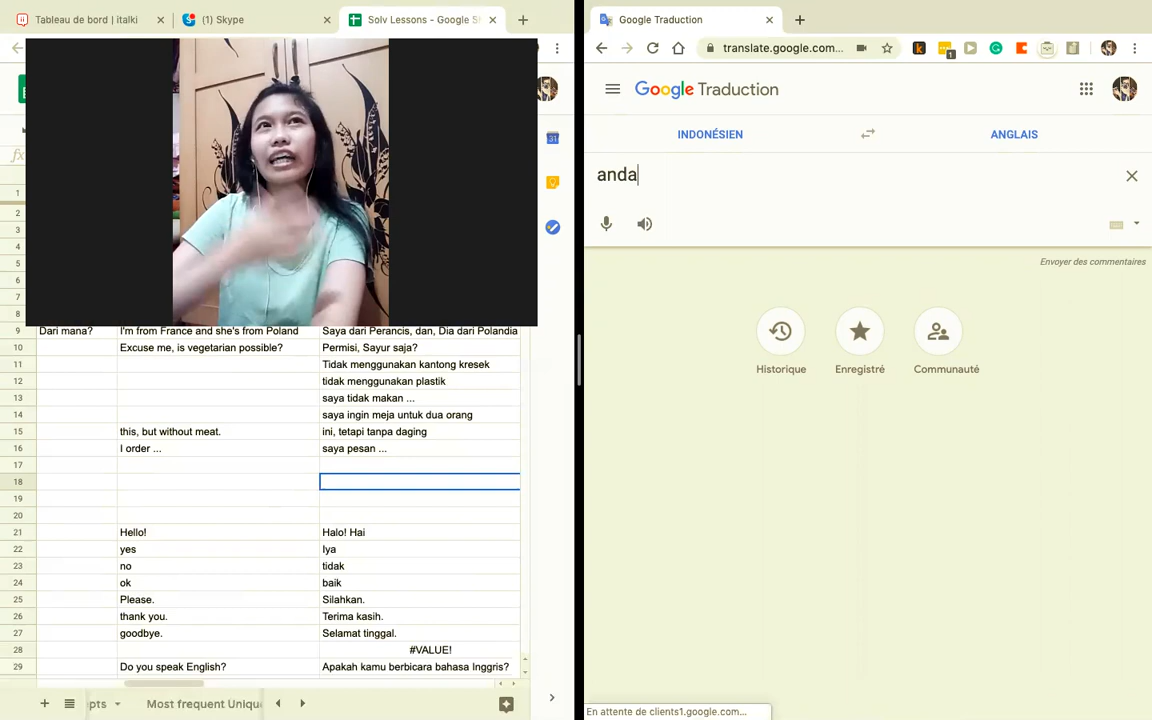 Tableau de bord | italki
(1) Skype
Solv Lessons - Google Sh
Google Traduction
translate.google.com...
1
Google Traduction
INDONÉSIEN
ANGLAIS
anda
Envoyer des commentaires
Historique
Enregistré
Communauté
fx
31
1
2
3
4
5
6
7
8
9 Dari mana? I'm from France and she's from Poland Saya dari Perancis, dan, Dia dari Polandia
10 Excuse me, is vegetarian possible? Permisi, Sayur saja?
11 Tidak menggunakan kantong kresek
12 tidak menggunakan plastik
13 saya tidak makan ...
14 saya ingin meja untuk dua orang
15 this, but without meat. ini, tetapi tanpa daging
16 I order ... saya pesan ...
17
18
19
20
21 Hello! Halo! Hai
22 yes Iya
23 no tidak
24 ok baik
25 Please. Silahkan.
26 thank you. Terima kasih.
27 goodbye. Selamat tinggal.
28 #VALUE!
29 Do you speak English? Apakah kamu berbicara bahasa Inggris?
epts
Most frequent Uniqu
En attente de clients1.google.com...